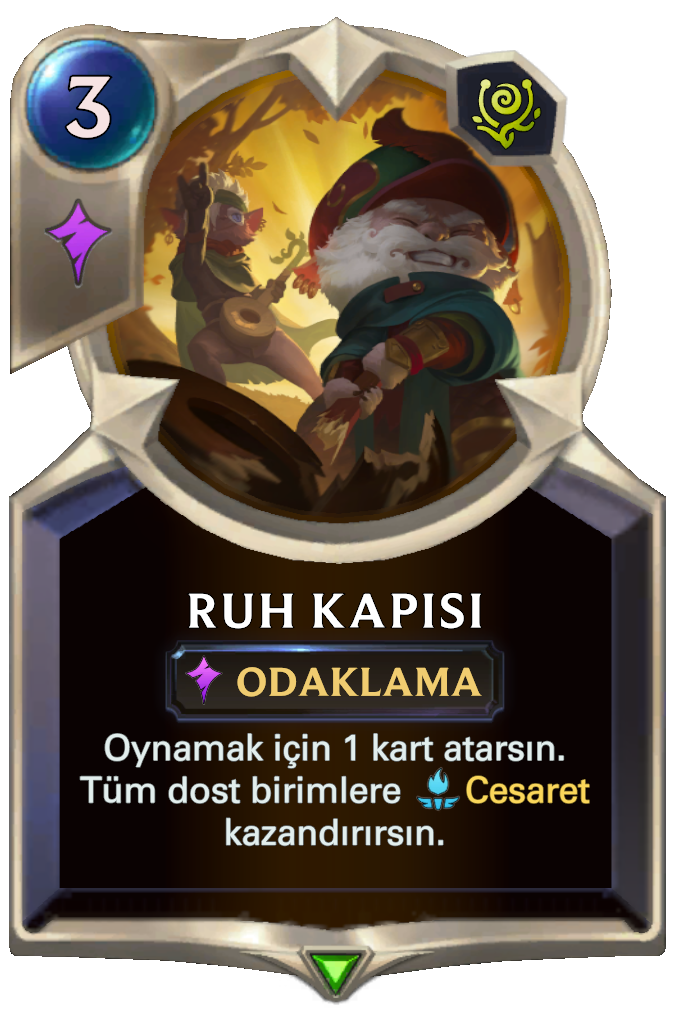 3
RUH KAPISI
ODAKLAMA
Oynamak için 1 kart atarsın.
Tüm dost birimlere Cesaret
kazandırırsın.